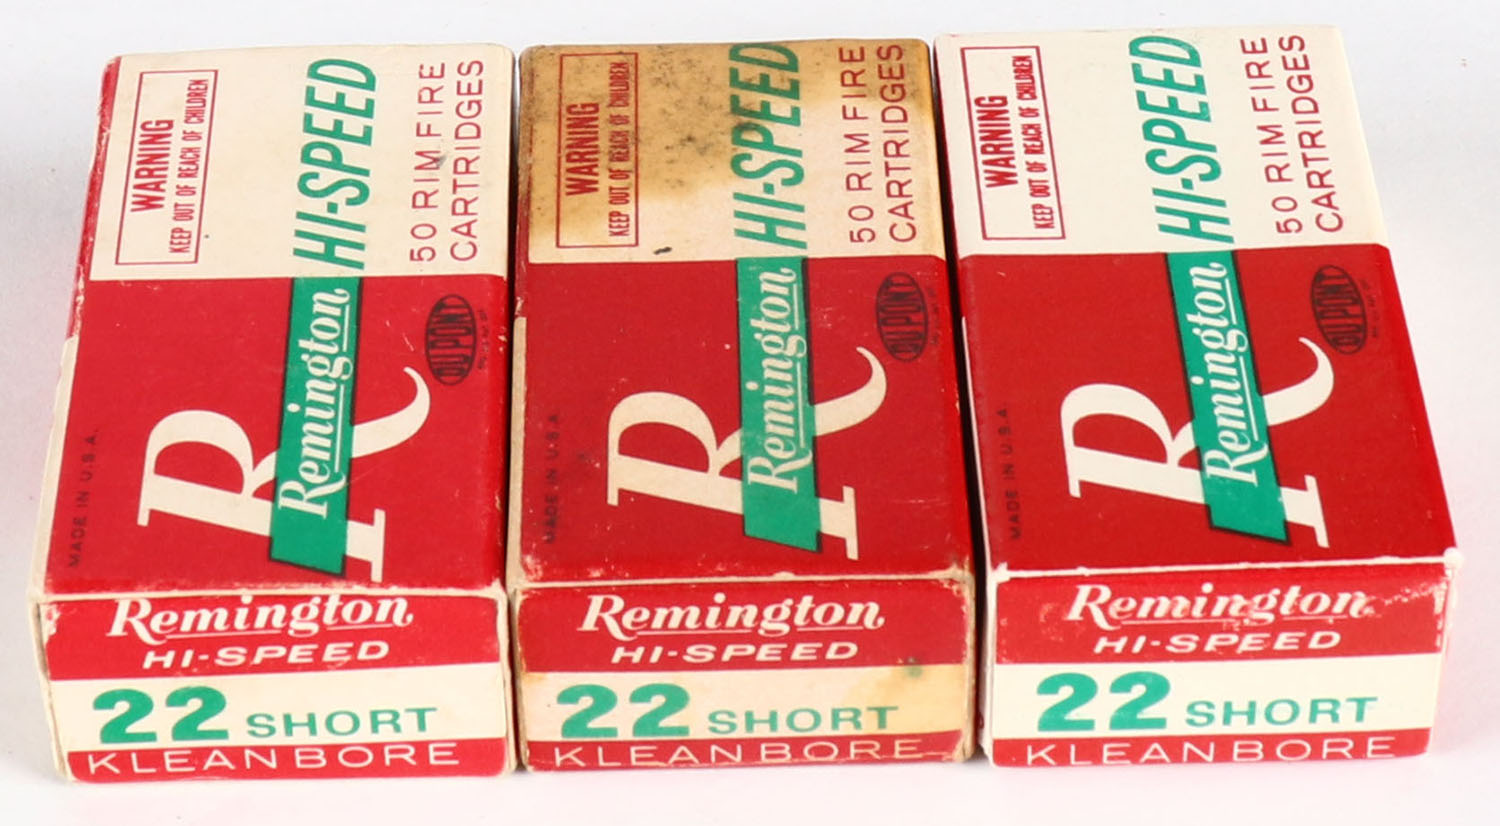 WARNING
KEEP OUT OF REACH OF CHILDREN
HI-SPEED
50 RIM FIRE
CARTRIDGES
Remington
R
DU PONT
MADE IN U.S.A.
Remington
HI-SPEED
22 SHORT
KLEANBORE
WARNING
KEEP OUT OF REACH OF CHILDREN
HI-SPEED
50 RIM FIRE
CARTRIDGES
Remington
R
DU PONT
MADE IN U.S.A.
Remington
HI-SPEED
22 SHORT
KLEANBORE
WARNING
KEEP OUT OF REACH OF CHILDREN
HI-SPEED
50 RIM FIRE
CARTRIDGES
Remington
R
DU PONT
MADE IN U.S.A.
Remington
HI-SPEED
22 SHORT
KLEANBORE